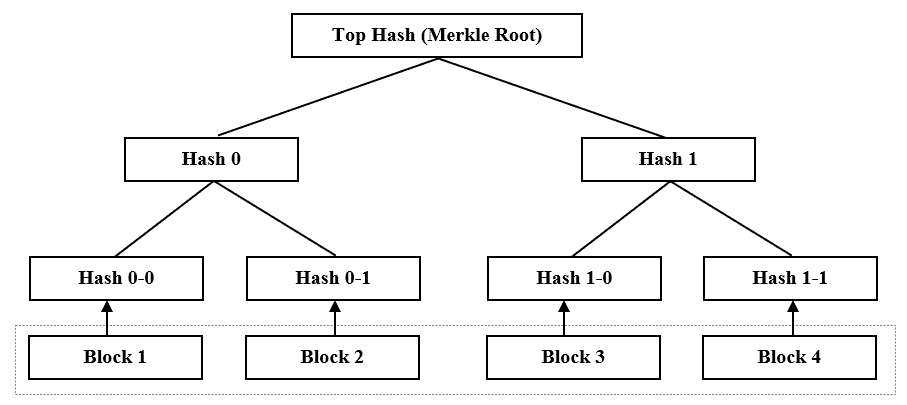 Top Hash (Merkle Root)
Hash 0
Hash 1
Hash 0-0
Hash 0-1
Hash 1-0
Hash 1-1
Block 1
Block 2
Block 3
Block 4